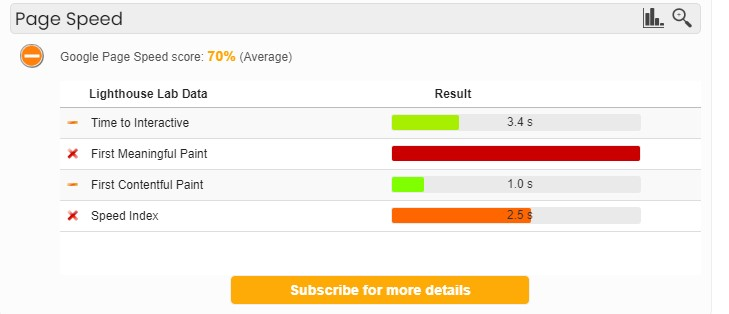 Page Speed
Google Page Speed score: 70% (Average)
Lighthouse Lab Data Result
Time to Interactive 3.4 s
First Meaningful Paint
First Contentful Paint 1.0 s
Speed Index 2.5 s
Subscribe for more details